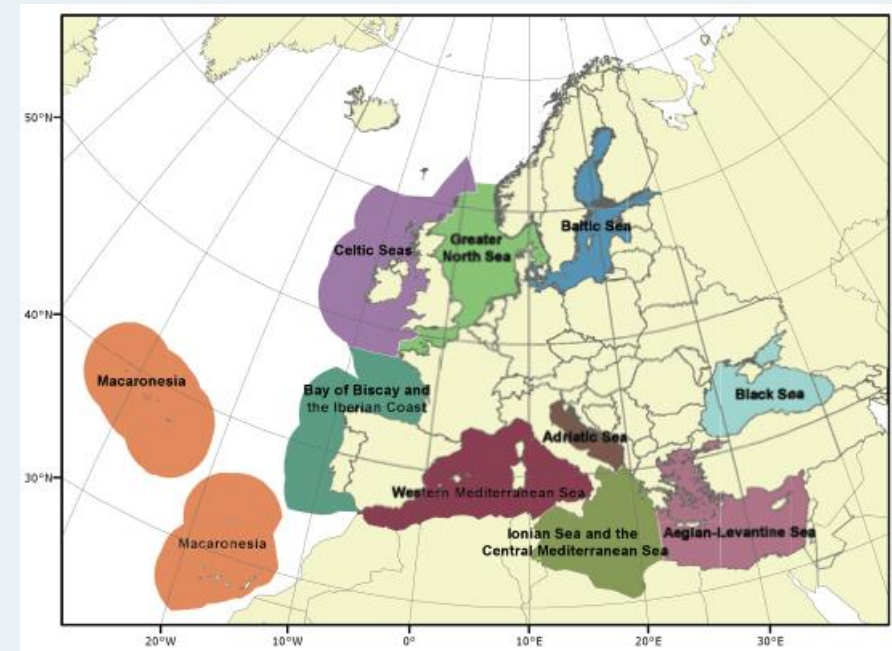 50°N
Baltic Sea
Greater
North Sea
Celtic Seas
40°N
Macaronesia
Bay of Biscay and
the Iberian Coast
Black Sea
Adriatic Sea
30°N
Western Mediterranean Sea
Ionian Sea and the
Central Mediterranean Sea
Aegian-Levantine Sea
Macaronesia
20°W
10°W
0°
10°E
20°E
30°E